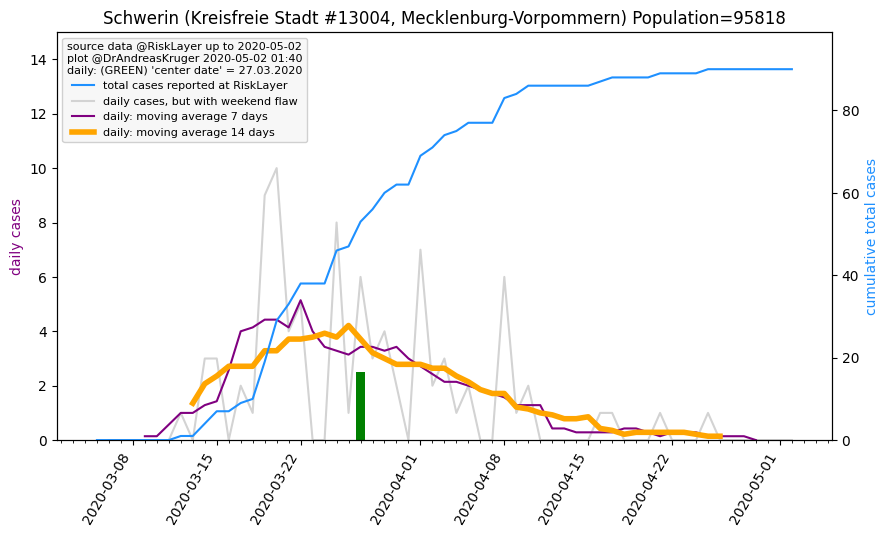 Schwerin (Kreisfreie Stadt #13004, Mecklenburg-Vorpommern) Population=95818
source data @RiskLayer up to 2020-05-02
plot @DrAndreasKruger 2020-05-02 01:40
daily: (GREEN) 'center date' = 27.03.2020
total cases reported at RiskLayer
daily cases, but with weekend flaw
daily: moving average 7 days
daily: moving average 14 days
daily cases
14
12
10
8
6
4
2
0
cumulative total cases
80
60
40
20
0
2020-03-08
2020-03-15
2020-03-22
2020-04-01
2020-04-08
2020-04-15
2020-04-22
2020-05-01